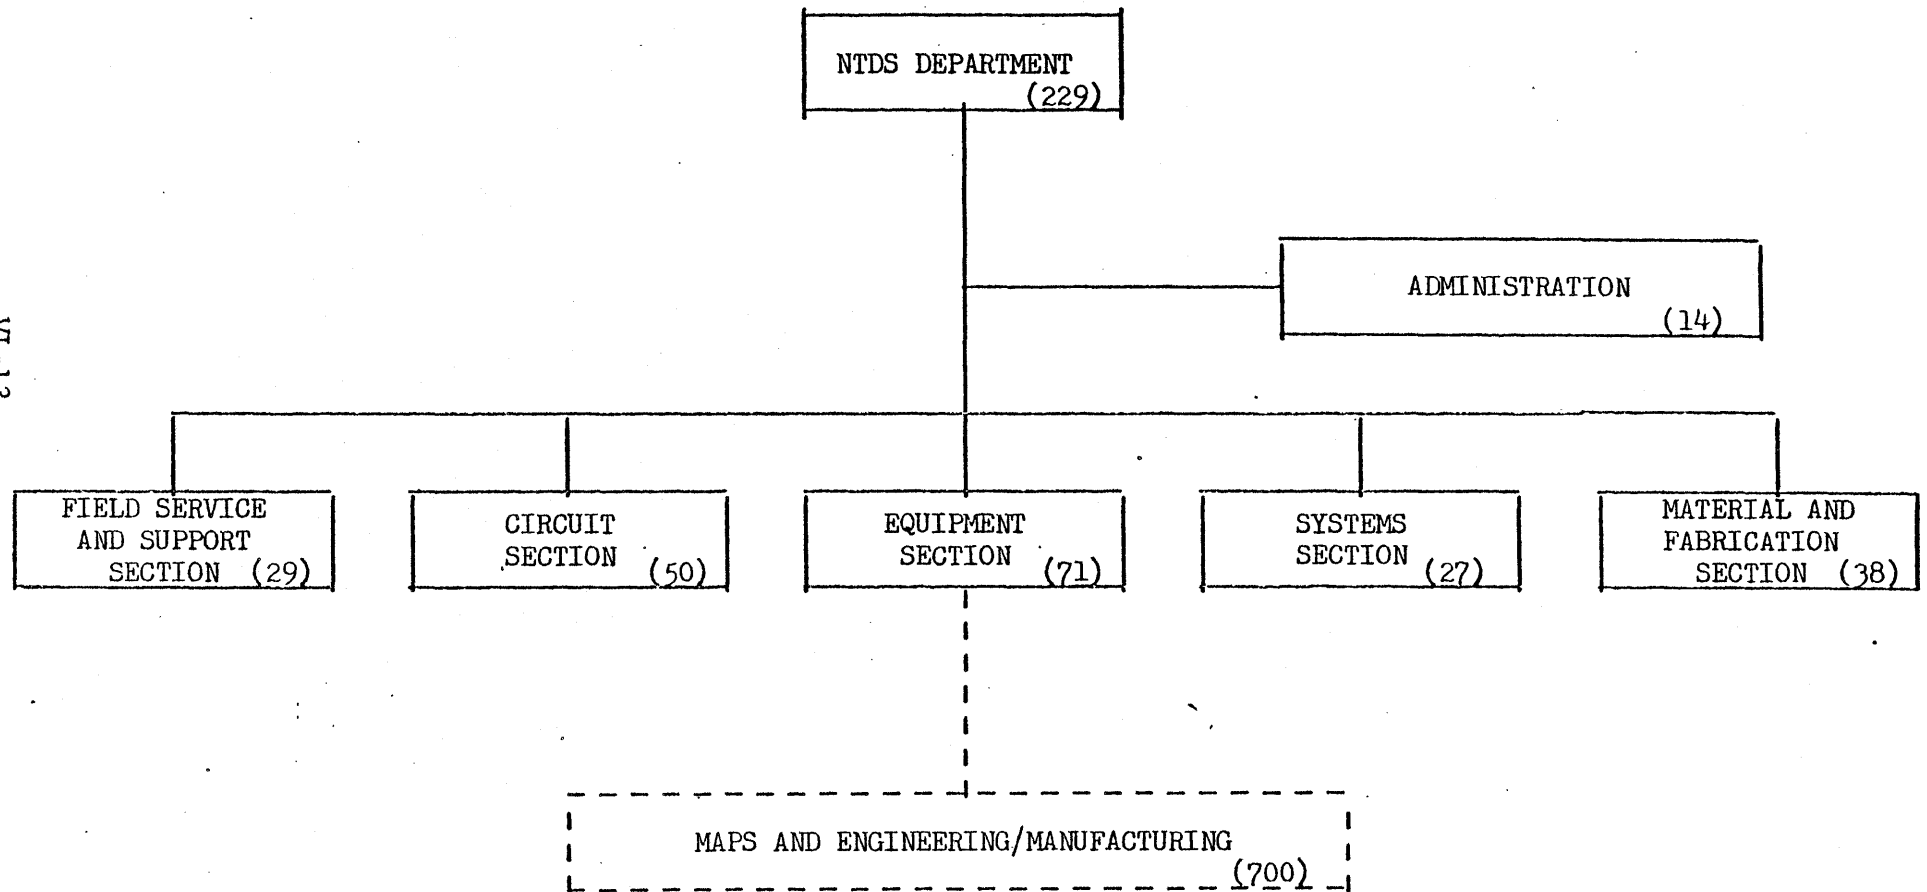 NTDS DEPARTMENT
(229)
ADMINISTRATION
(14)
FIELD SERVICE
AND SUPPORT
SECTION (29)
CIRCUIT
SECTION
(50)
EQUIPMENT
SECTION
(71)
SYSTEMS
SECTION
(27)
MATERIAL AND
FABRICATION
SECTION (38)
MAPS AND ENGINEERING/MANUFACTURING
(700)